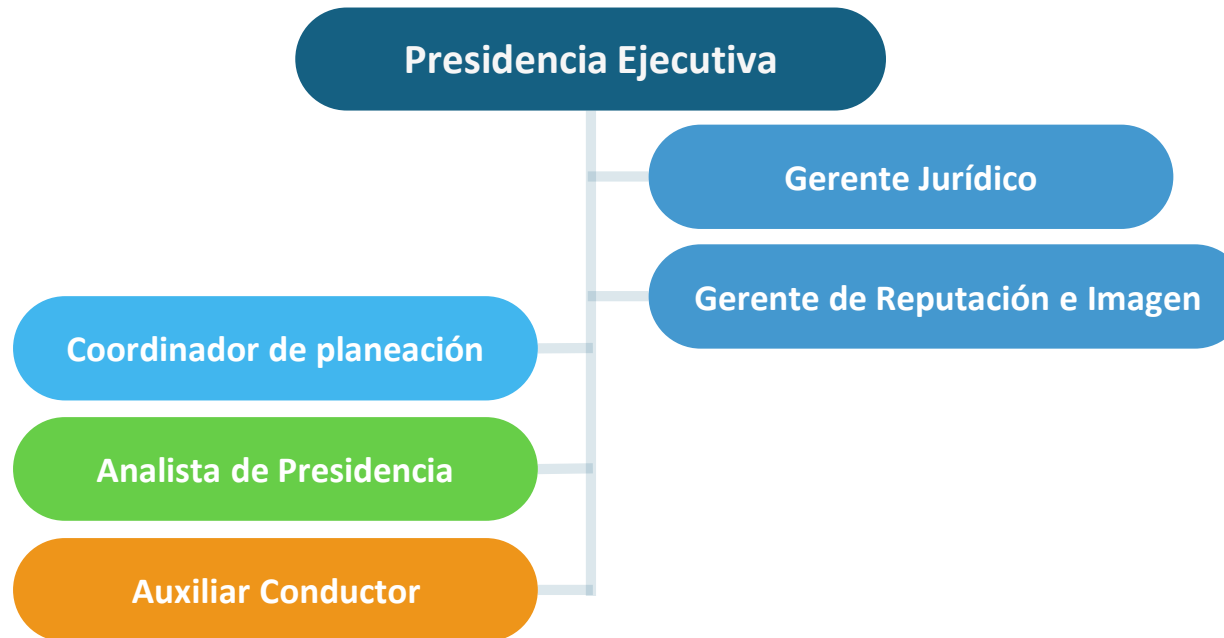 Presidencia Ejecutiva
Gerente Jurídico
Gerente de Reputación e Imagen
Coordinador de planeación
Analista de Presidencia
Auxiliar Conductor